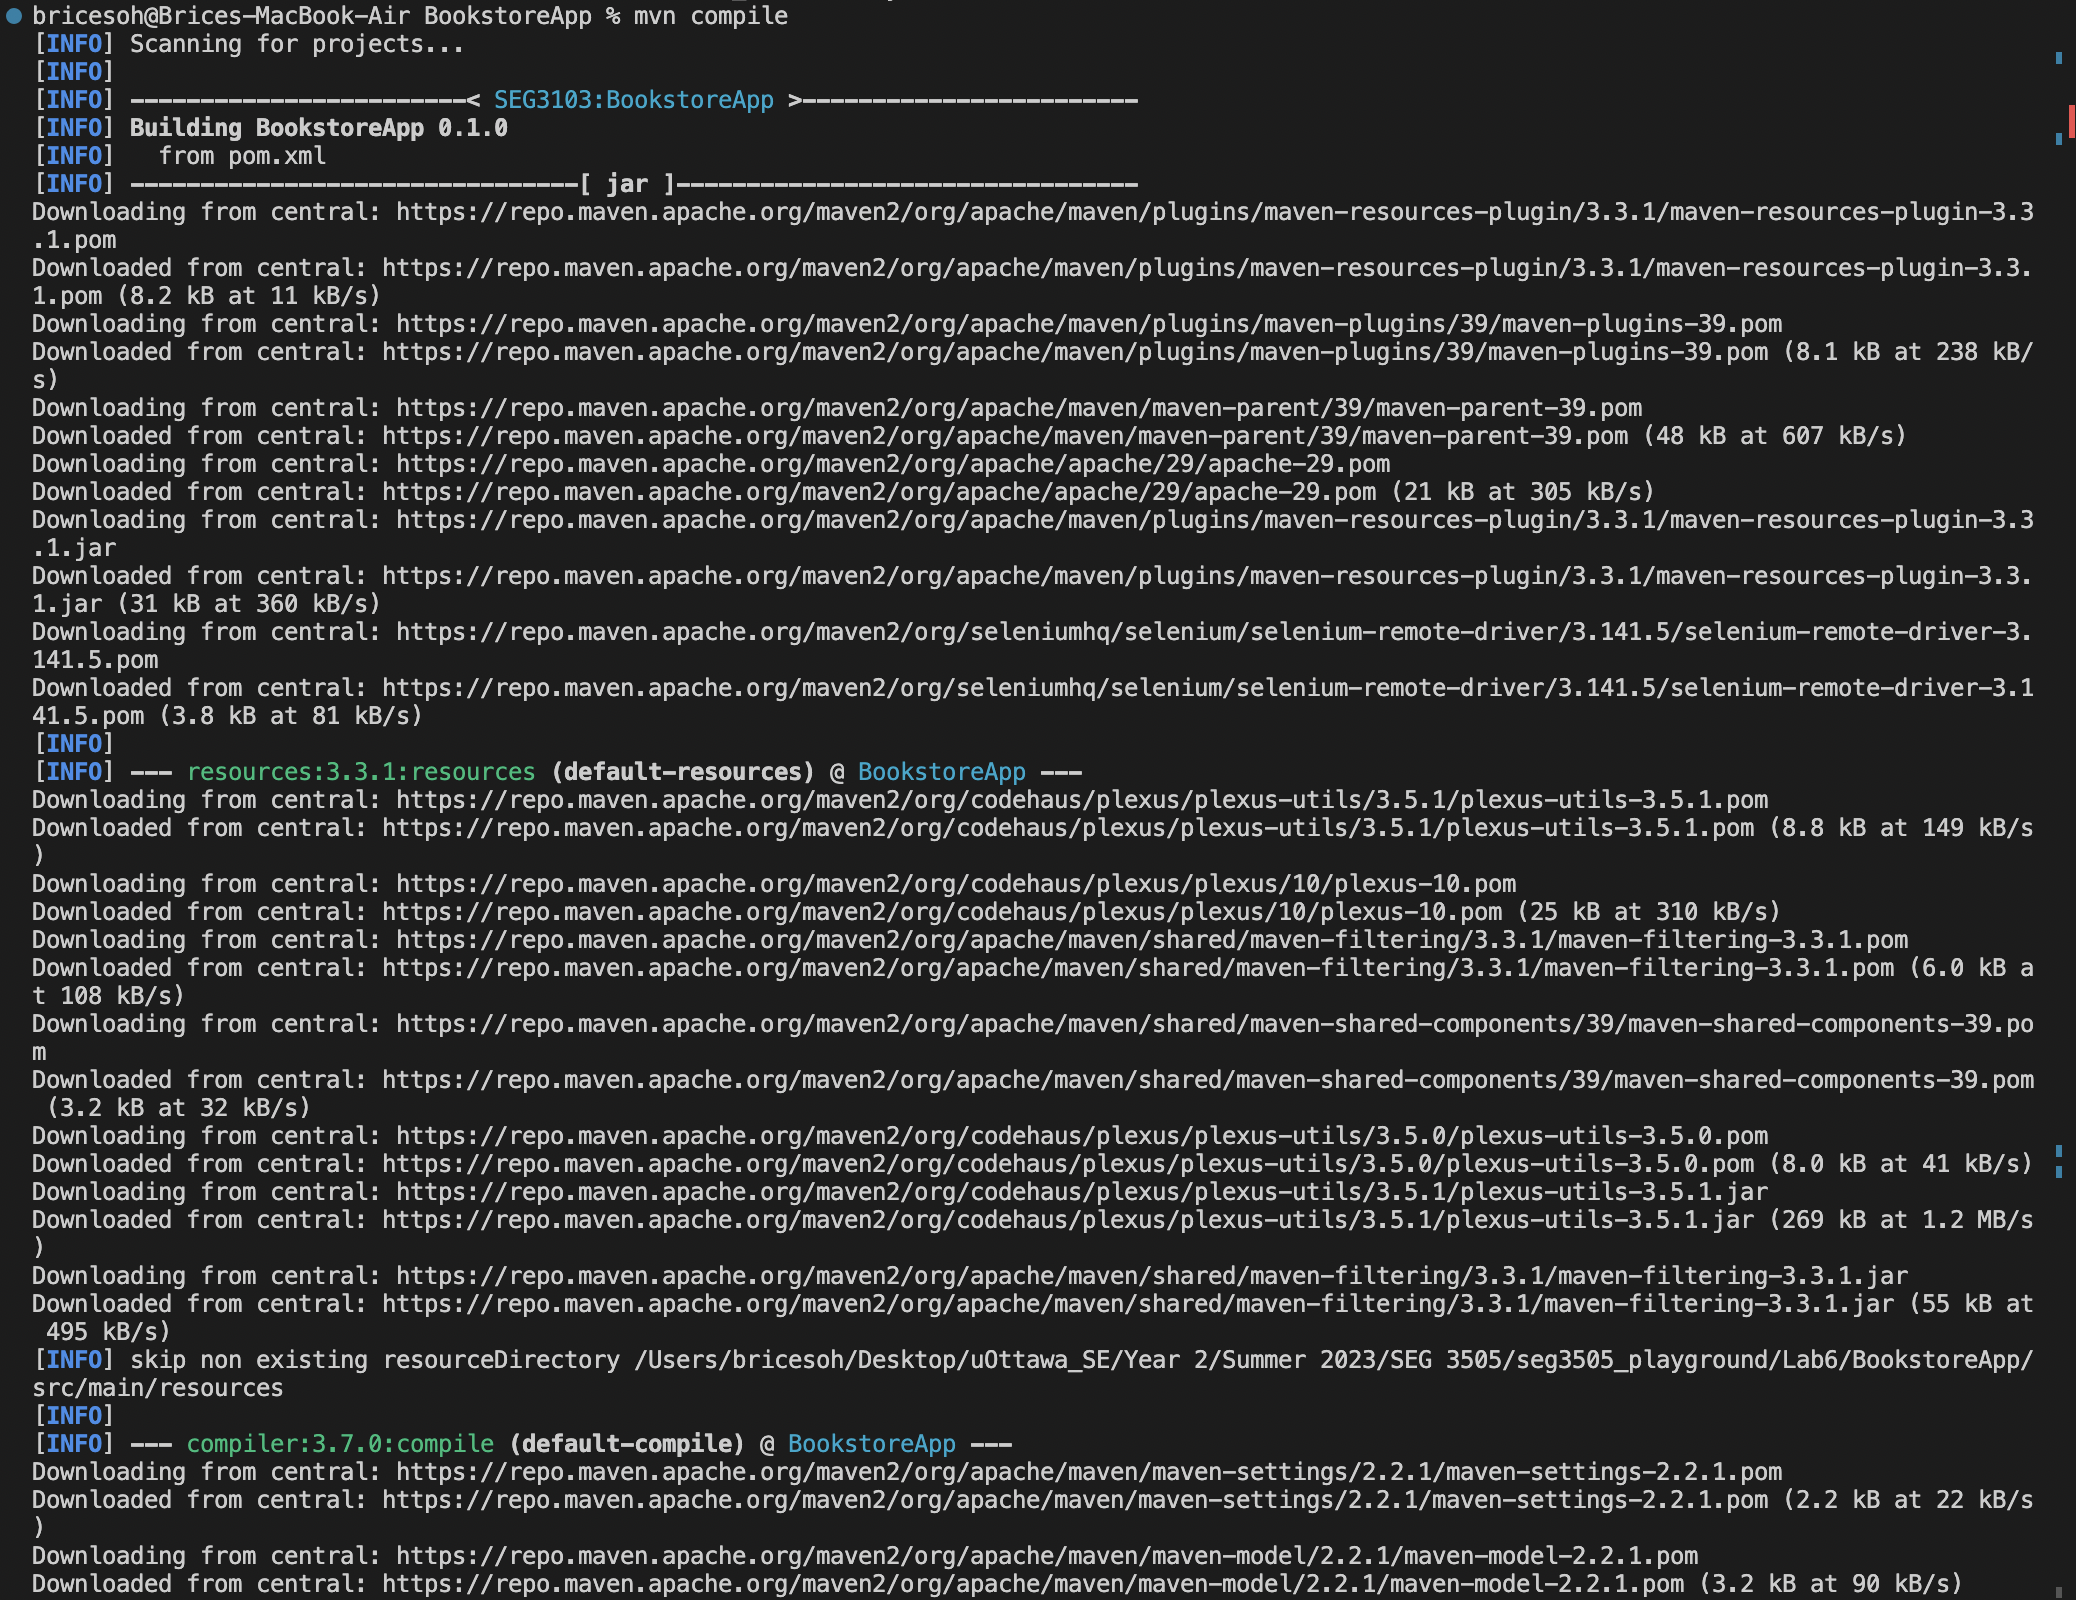 bricesoh@Brices-MacBook-Air BookstoreApp % mvn compile
[INFO] Scanning for projects...
[INFO]
[INFO] ------------------------< SEG3103:BookstoreApp >------------------------
[INFO] Building BookstoreApp 0.1.0
[INFO]   from pom.xml
[INFO] --------------------------------[ jar ]---------------------------------
Downloading from central: https://repo.maven.apache.org/maven2/org/apache/maven/plugins/maven-resources-plugin/3.3.1/maven-resources-plugin-3.3
.1.pom
Downloaded from central: https://repo.maven.apache.org/maven2/org/apache/maven/plugins/maven-resources-plugin/3.3.1/maven-resources-plugin-3.3.
1.pom (8.2 kB at 11 kB/s)
Downloading from central: https://repo.maven.apache.org/maven2/org/apache/maven/plugins/maven-plugins/39/maven-plugins-39.pom
Downloaded from central: https://repo.maven.apache.org/maven2/org/apache/maven/plugins/maven-plugins/39/maven-plugins-39.pom (8.1 kB at 238 kB/
s)
Downloading from central: https://repo.maven.apache.org/maven2/org/apache/maven/maven-parent/39/maven-parent-39.pom
Downloaded from central: https://repo.maven.apache.org/maven2/org/apache/maven/maven-parent/39/maven-parent-39.pom (48 kB at 607 kB/s)
Downloading from central: https://repo.maven.apache.org/maven2/org/apache/apache/29/apache-29.pom
Downloaded from central: https://repo.maven.apache.org/maven2/org/apache/apache/29/apache-29.pom (21 kB at 305 kB/s)
Downloading from central: https://repo.maven.apache.org/maven2/org/apache/maven/plugins/maven-resources-plugin/3.3.1/maven-resources-plugin-3.3
.1.jar
Downloaded from central: https://repo.maven.apache.org/maven2/org/apache/maven/plugins/maven-resources-plugin/3.3.1/maven-resources-plugin-3.3.
1.jar (31 kB at 360 kB/s)
Downloading from central: https://repo.maven.apache.org/maven2/org/seleniumhq/selenium/selenium-remote-driver/3.141.5/selenium-remote-driver-3.
141.5.pom
Downloaded from central: https://repo.maven.apache.org/maven2/org/seleniumhq/selenium/selenium-remote-driver/3.141.5/selenium-remote-driver-3.1
41.5.pom (3.8 kB at 81 kB/s)
[INFO]
[INFO] --- resources:3.3.1:resources (default-resources) @ BookstoreApp ---
Downloading from central: https://repo.maven.apache.org/maven2/org/codehaus/plexus/plexus-utils/3.5.1/plexus-utils-3.5.1.pom
Downloaded from central: https://repo.maven.apache.org/maven2/org/codehaus/plexus/plexus-utils/3.5.1/plexus-utils-3.5.1.pom (8.8 kB at 149 kB/s
)
Downloading from central: https://repo.maven.apache.org/maven2/org/codehaus/plexus/plexus/10/plexus-10.pom
Downloaded from central: https://repo.maven.apache.org/maven2/org/codehaus/plexus/plexus/10/plexus-10.pom (25 kB at 310 kB/s)
Downloading from central: https://repo.maven.apache.org/maven2/org/apache/maven/shared/maven-filtering/3.3.1/maven-filtering-3.3.1.pom
Downloaded from central: https://repo.maven.apache.org/maven2/org/apache/maven/shared/maven-filtering/3.3.1/maven-filtering-3.3.1.pom (6.0 kB a
t 108 kB/s)
Downloading from central: https://repo.maven.apache.org/maven2/org/apache/maven/shared/maven-shared-components/39/maven-shared-components-39.po
m
Downloaded from central: https://repo.maven.apache.org/maven2/org/apache/maven/shared/maven-shared-components/39/maven-shared-components-39.pom
 (3.2 kB at 32 kB/s)
Downloading from central: https://repo.maven.apache.org/maven2/org/codehaus/plexus/plexus-utils/3.5.0/plexus-utils-3.5.0.pom
Downloaded from central: https://repo.maven.apache.org/maven2/org/codehaus/plexus/plexus-utils/3.5.0/plexus-utils-3.5.0.pom (8.0 kB at 41 kB/s)
Downloading from central: https://repo.maven.apache.org/maven2/org/codehaus/plexus/plexus-utils/3.5.1/plexus-utils-3.5.1.jar
Downloaded from central: https://repo.maven.apache.org/maven2/org/codehaus/plexus/plexus-utils/3.5.1/plexus-utils-3.5.1.jar (269 kB at 1.2 MB/s
)
Downloading from central: https://repo.maven.apache.org/maven2/org/apache/maven/shared/maven-filtering/3.3.1/maven-filtering-3.3.1.jar
Downloaded from central: https://repo.maven.apache.org/maven2/org/apache/maven/shared/maven-filtering/3.3.1/maven-filtering-3.3.1.jar (55 kB at
 495 kB/s)
[INFO] skip non existing resourceDirectory /Users/bricesoh/Desktop/uOttawa_SE/Year 2/Summer 2023/SEG 3505/seg3505_playground/Lab6/BookstoreApp/
src/main/resources
[INFO]
[INFO] --- compiler:3.7.0:compile (default-compile) @ BookstoreApp ---
Downloading from central: https://repo.maven.apache.org/maven2/org/apache/maven/maven-settings/2.2.1/maven-settings-2.2.1.pom
Downloaded from central: https://repo.maven.apache.org/maven2/org/apache/maven/maven-settings/2.2.1/maven-settings-2.2.1.pom (2.2 kB at 22 kB/s
)
Downloading from central: https://repo.maven.apache.org/maven2/org/apache/maven/maven-model/2.2.1/maven-model-2.2.1.pom
Downloaded from central: https://repo.maven.apache.org/maven2/org/apache/maven/maven-model/2.2.1/maven-model-2.2.1.pom (3.2 kB at 90 kB/s)